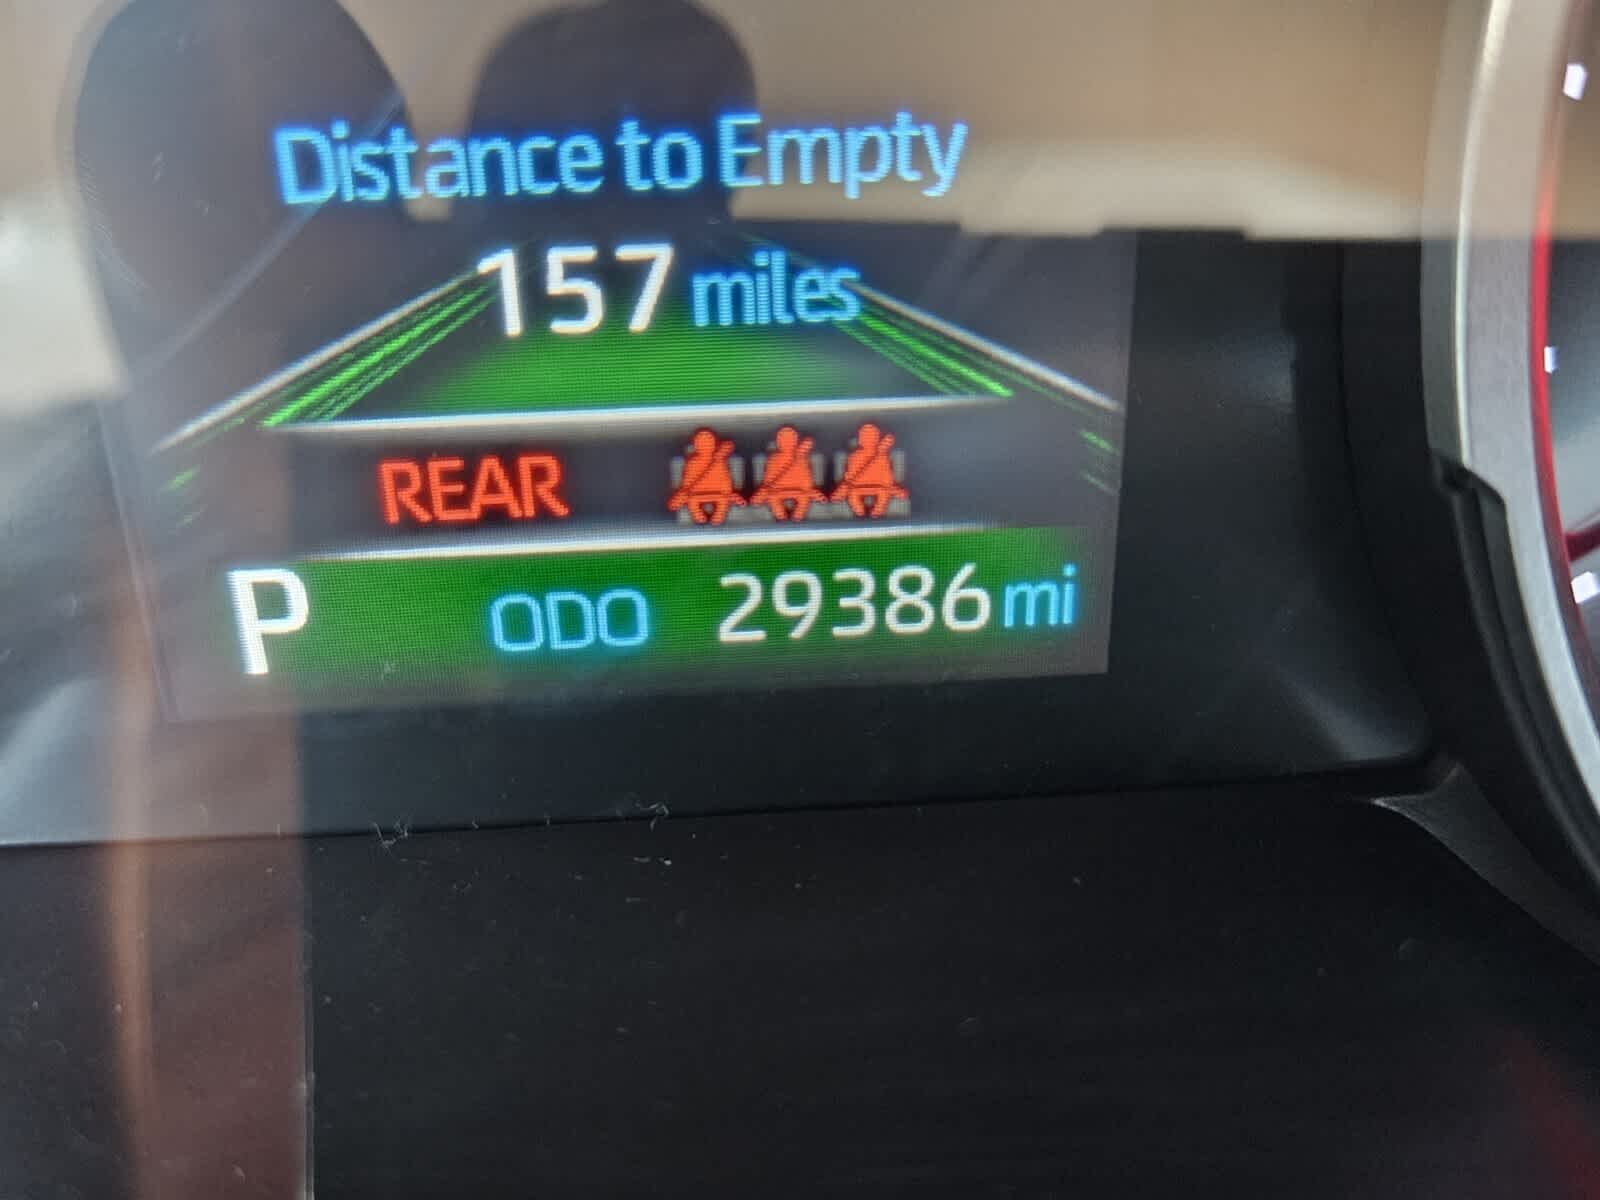 Distance to Empty
157 miles
REAR
P ODO 29386 mi